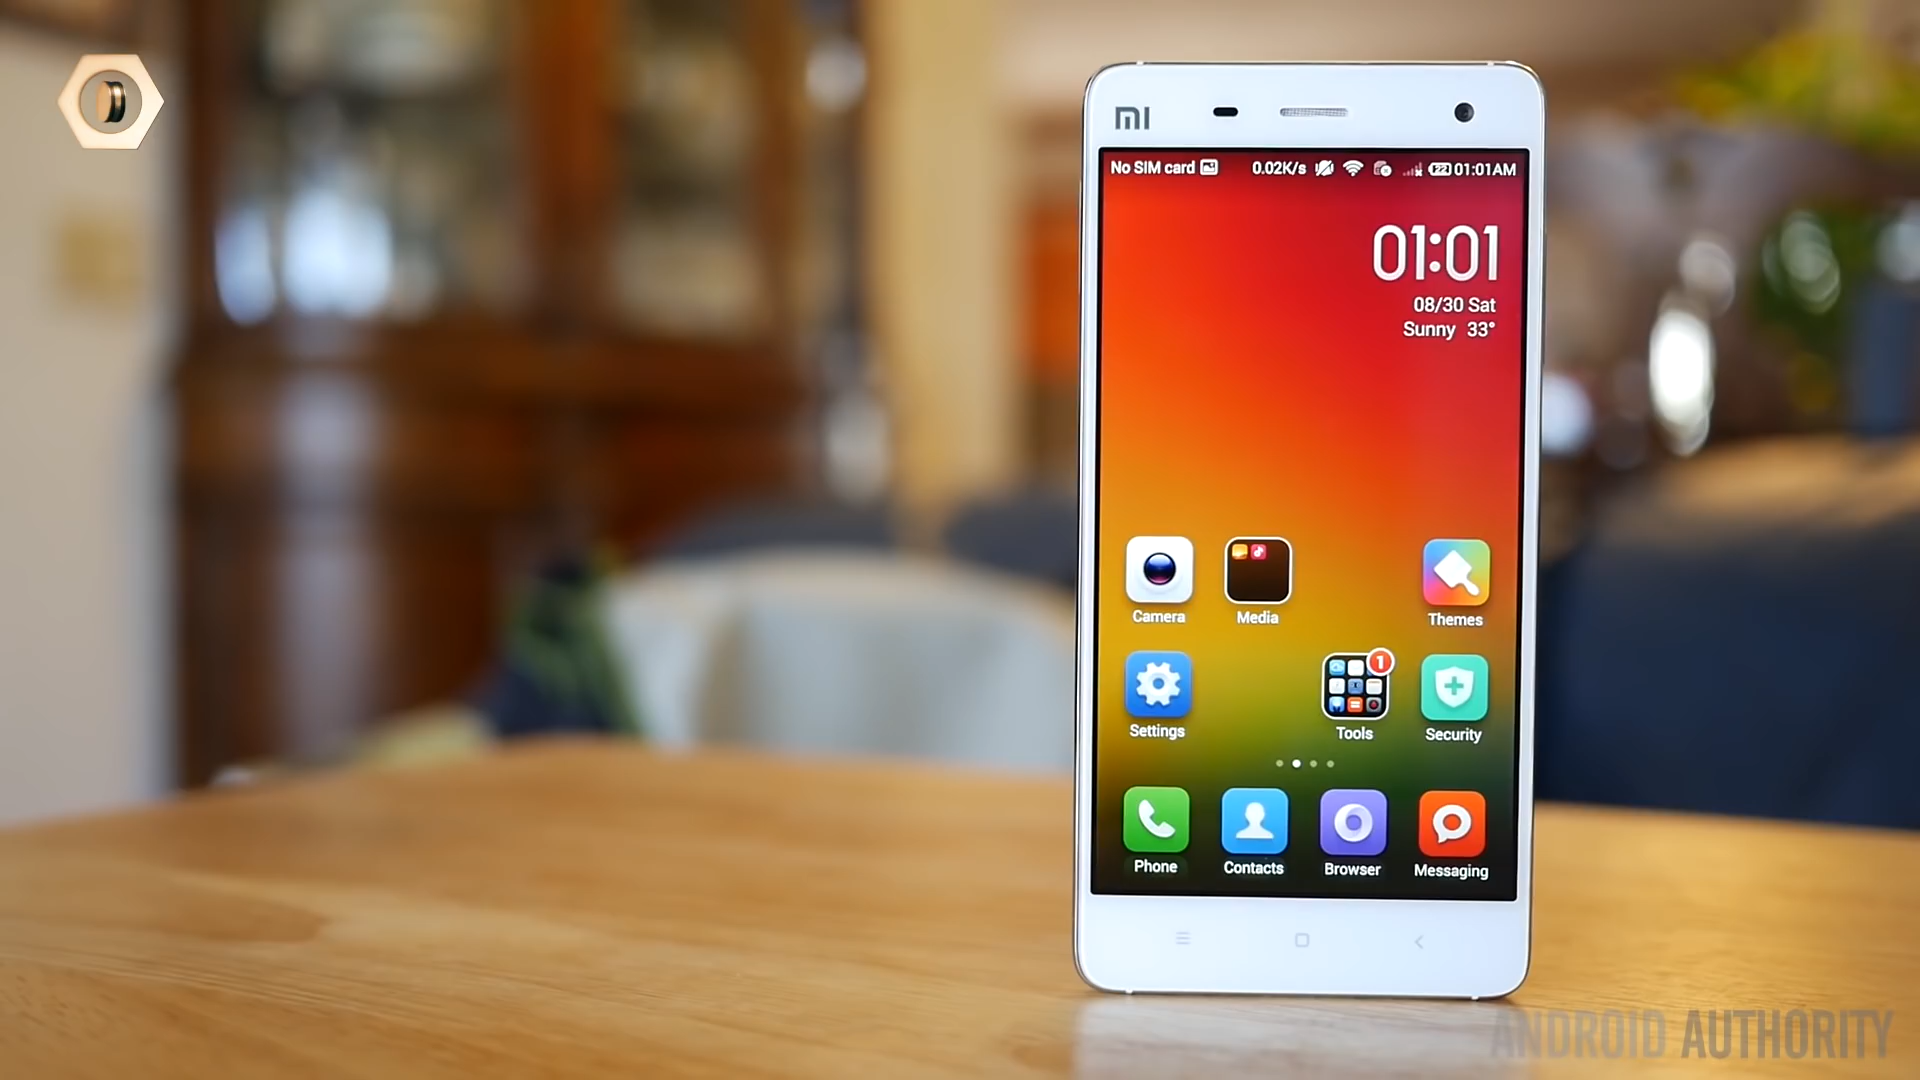 MI
No SIM card 0.02K/s 22 01:01AM
01:01
08/30 Sat
Sunny 33°
Camera Media Themes
1
Settings Tools Security
Phone Contacts Browser Messaging
ANDROID AUTHORITY